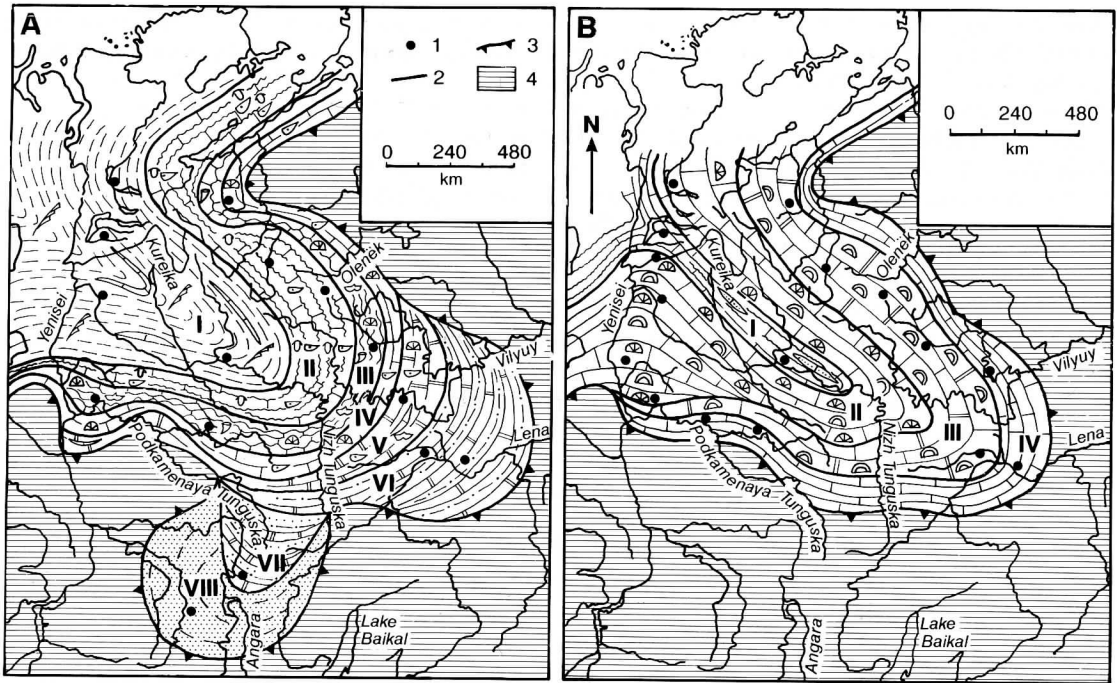 A
1
2
3
4
0 240 480
km
Kureika
Olenek
Yenisei
I
II
III
IV
V
VI
VII
VIII
Vilyuy
Lena
Podkamenaya Tunguska
Nizh Tunguska
Angara
Lake
Baikal
B
N
0 240 480
km
Kureika
Olenek
Yenisei
I
II
III
IV
Vilyuy
Lena
Podkamenaya Tunguska
Nizh Tunguska
Angara
Lake
Baikal